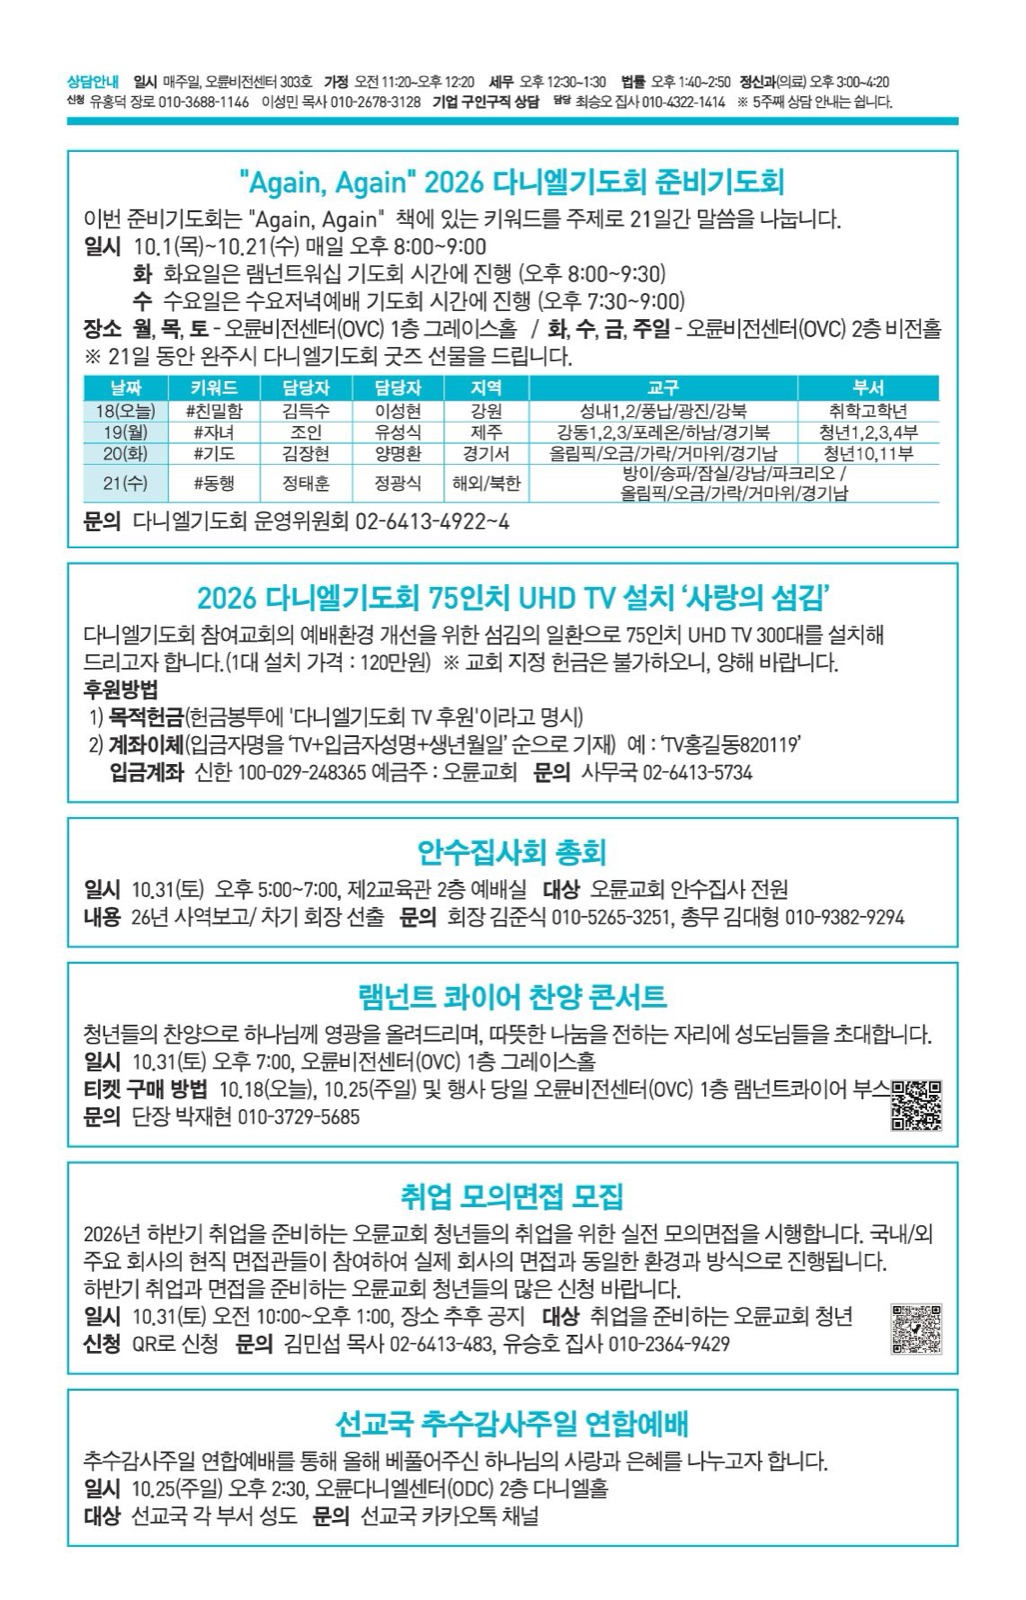 상담안내 일시 매주일, 오륜비전센터 303호 가정 오전 11:20~오후 12:20 세무 오후 12:30~1:30 법률 오후 1:40~2:50 정신과(의료) 오후 3:00~4:20
신청 유홍덕 장로 010-3688-1146 이성민 목사 010-2678-3128 기업 구인구직 상담 담당 최승오 집사 010-4322-1414 ※ 5주째 상담 안내는 쉽니다.
"Again, Again" 2026 다니엘기도회 준비기도회
이번 준비기도회는 "Again, Again" 책에 있는 키워드를 주제로 21일간 말씀을 나눕니다.
일시 10.1(목)~10.21(수) 매일 오후 8:00~9:00
화 화요일은 램넌트워십 기도회 시간에 진행 (오후 8:00~9:30)
수 수요일은 수요저녁예배 기도회 시간에 진행 (오후 7:30~9:00)
장소 월, 목, 토 - 오륜비전센터(OVC) 1층 그레이스홀 / 화, 수, 금, 주일 - 오륜비전센터(OVC) 2층 비전홀
※ 21일 동안 완주시 다니엘기도회 굿즈 선물을 드립니다.
날짜 키워드 담당자 담당자 지역 교구 부서
18(오늘) #친밀함 김득수 이성현 강원 성내1,2/풍납/광진/강북 취학고학년
19(월) #자녀 조인 유성식 제주 강동1,2,3/포레온/하남/경기북 청년1,2,3,4부
20(화) #기도 김장현 양명환 경기서 올림픽/오금/가락/거마위/경기남 청년10,11부
21(수) #동행 정태훈 정광식 해외/북한 방이/송파/잠실/강남/파크리오 /
올림픽/오금/가락/거마위/경기남
문의 다니엘기도회 운영위원회 02-6413-4922~4
2026 다니엘기도회 75인치 UHD TV 설치 ‘사랑의 섬김’
다니엘기도회 참여교회의 예배환경 개선을 위한 섬김의 일환으로 75인치 UHD TV 300대를 설치해
드리고자 합니다.(1대 설치 가격 : 120만원) ※ 교회 지정 헌금은 불가하오니, 양해 바랍니다.
후원방법
1) 목적헌금(헌금봉투에 '다니엘기도회 TV 후원'이라고 명시)
2) 계좌이체(입금자명을 ‘TV+입금자성명+생년월일’ 순으로 기재) 예 : ‘TV홍길동820119’
입금계좌 신한 100-029-248365 예금주 : 오륜교회 문의 사무국 02-6413-5734
안수집사회 총회
일시 10.31(토) 오후 5:00~7:00, 제2교육관 2층 예배실 대상 오륜교회 안수집사 전원
내용 26년 사역보고/ 차기 회장 선출 문의 회장 김준식 010-5265-3251, 총무 김대형 010-9382-9294
램넌트 콰이어 찬양 콘서트
청년들의 찬양으로 하나님께 영광을 올려드리며, 따뜻한 나눔을 전하는 자리에 성도님들을 초대합니다.
일시 10.31(토) 오후 7:00, 오륜비전센터(OVC) 1층 그레이스홀
티켓 구매 방법 10.18(오늘), 10.25(주일) 및 행사 당일 오륜비전센터(OVC) 1층 램넌트콰이어 부스
문의 단장 박재현 010-3729-5685
취업 모의면접 모집
2026년 하반기 취업을 준비하는 오륜교회 청년들의 취업을 위한 실전 모의면접을 시행합니다. 국내/외
주요 회사의 현직 면접관들이 참여하여 실제 회사의 면접과 동일한 환경과 방식으로 진행됩니다.
하반기 취업과 면접을 준비하는 오륜교회 청년들의 많은 신청 바랍니다.
일시 10.31(토) 오전 10:00~오후 1:00, 장소 추후 공지 대상 취업을 준비하는 오륜교회 청년
신청 QR로 신청 문의 김민섭 목사 02-6413-483, 유승호 집사 010-2364-9429
선교국 추수감사주일 연합예배
추수감사주일 연합예배를 통해 올해 베풀어주신 하나님의 사랑과 은혜를 나누고자 합니다.
일시 10.25(주일) 오후 2:30, 오륜다니엘센터(ODC) 2층 다니엘홀
대상 선교국 각 부서 성도 문의 선교국 카카오톡 채널